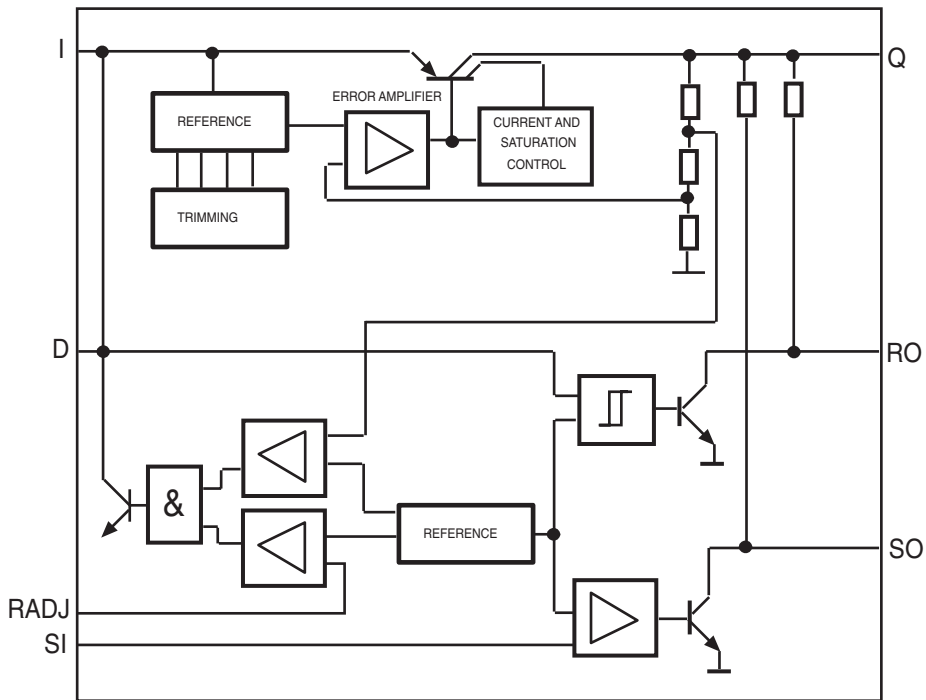 I
Q
ERROR AMPLIFIER
REFERENCE
CURRENT AND
SATURATION
CONTROL
TRIMMING
D
RO
&
REFERENCE
SO
RADJ
SI